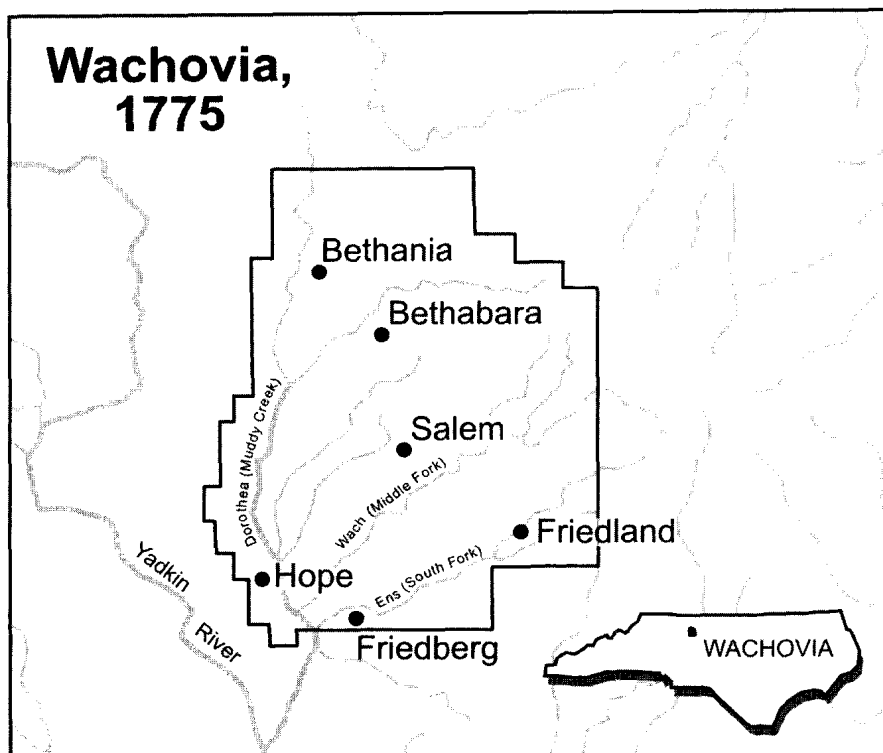 Wachovia,
1775
Bethania
Bethabara
Dorothea (Muddy Creek)
Salem
Wach (Middle Fork)
Friedland
Yadkin
River
Hope
Ens (South Fork)
Friedberg
WACHOVIA